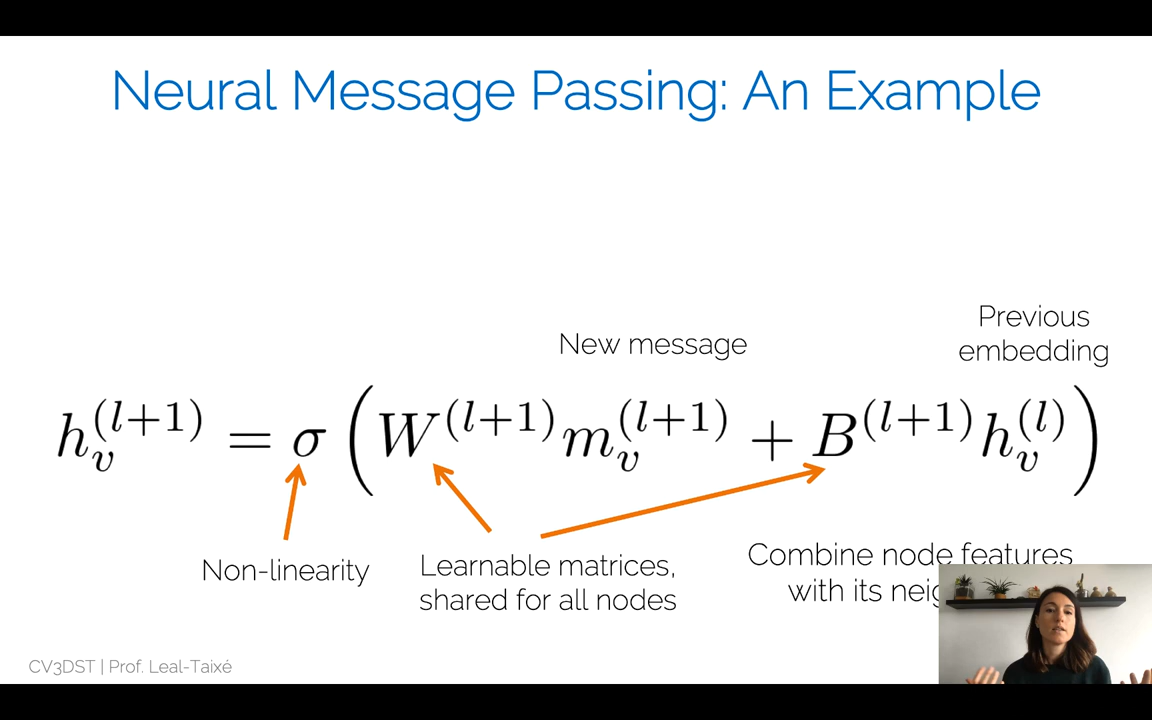 Neural Message Passing: An Example
New message
Previous
embedding
h_v^{(l+1)} = σ ( W^{(l+1)} m_v^{(l+1)} + B^{(l+1)} h_v^{(l)} )
Non-linearity
Learnable matrices,
shared for all nodes
Combine node features
with its
CV3DST | Prof. Leal-Taixé